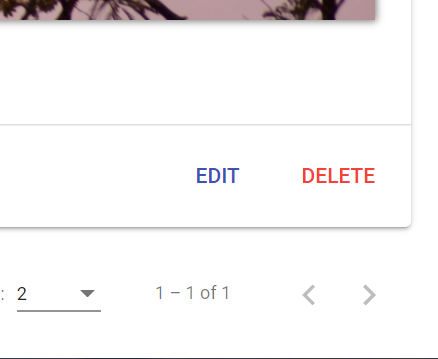 EDIT DELETE
: 2 1 – 1 of 1